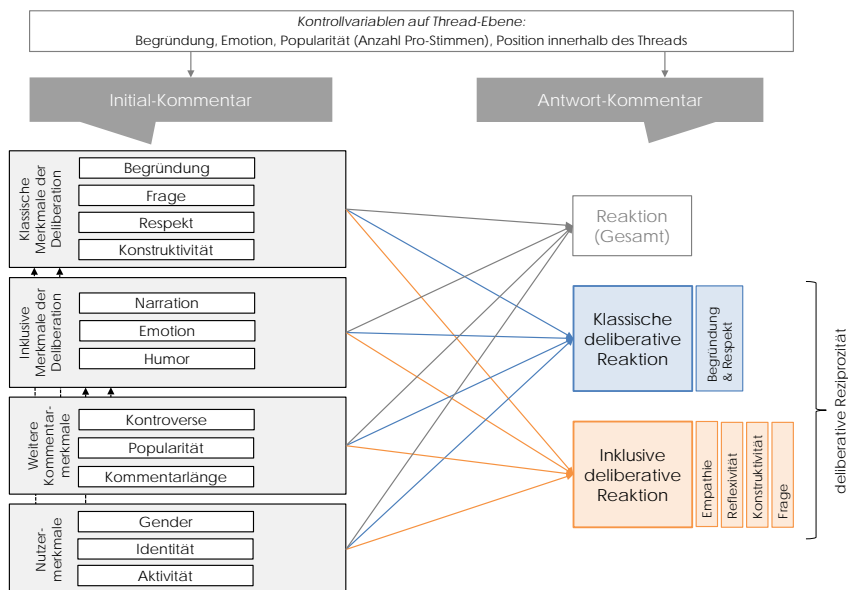 Kontrollvariablen auf Thread-Ebene:
Begründung, Emotion, Popularität (Anzahl Pro-Stimmen), Position innerhalb des Threads
Initial-Kommentar
Antwort-Kommentar
Klassische
Merkmale der
Deliberation
Begründung
Frage
Respekt
Konstruktivität
Inklusive
Merkmale der
Deliberation
Narration
Emotion
Humor
Weitere
Kommentar-
merkmale
Kontroverse
Popularität
Kommentarlänge
Nutzer-
merkmale
Gender
Identität
Aktivität
Reaktion
(Gesamt)
Klassische
deliberative
Reaktion
Begründung
& Respekt
Inklusive
deliberative
Reaktion
Empathie
Reflexivität
Konstruktivität
Frage
deliberative Reziprozität